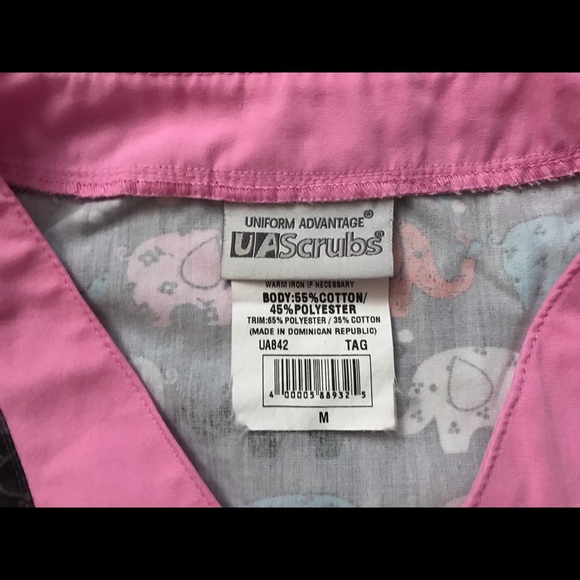 UNIFORM ADVANTAGE®
UAScrubs®
WARM IRON IF NECESSARY
BODY:55%COTTON/
45%POLYESTER
TRIM:65% POLYESTER / 35% COTTON
(MADE IN DOMINICAN REPUBLIC)
UA842 TAG
4 00005 88932 5
M